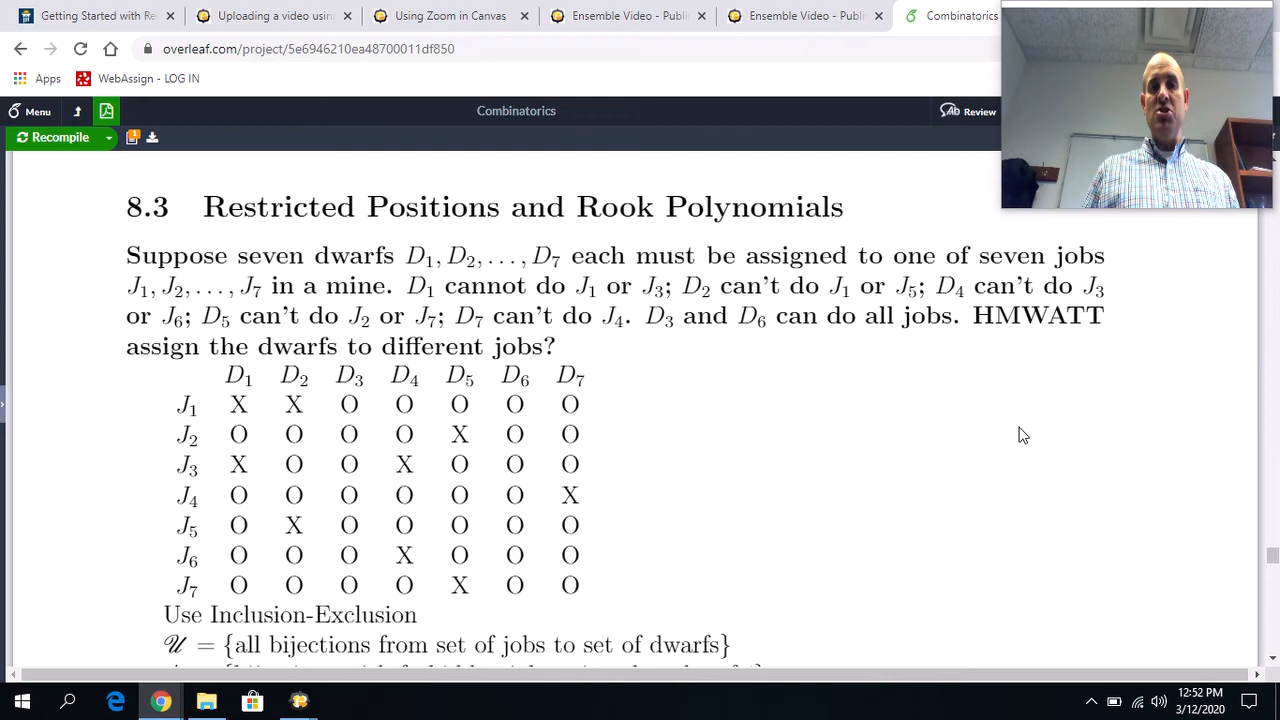 Getting Started with Re
Uploading a video usin
Using Zoom in Canvas
Ensemble Video - Publi
Ensemble Video - Publi
Combinatorics
overleaf.com/project/5e6946210ea48700011df850
Apps WebAssign - LOG IN
Menu Combinatorics Review
Recompile 1
8.3 Restricted Positions and Rook Polynomials
Suppose seven dwarfs D₁, D₂, . . . , D₇ each must be assigned to one of seven jobs
J₁, J₂, . . . , J₇ in a mine. D₁ cannot do J₁ or J₃; D₂ can't do J₁ or J₅; D₄ can't do J₃
or J₆; D₅ can't do J₂ or J₇; D₇ can't do J₄. D₃ and D₆ can do all jobs. HMWATT
assign the dwarfs to different jobs?
D₁ D₂ D₃ D₄ D₅ D₆ D₇
J₁ X X O O O O O
J₂ O O O O X O O
J₃ X O O X O O O
J₄ O O O O O O X
J₅ O X O O O O O
J₆ O O O X O O O
J₇ O O O O X O O
Use Inclusion-Exclusion
𝒰 = {all bijections from set of jobs to set of dwarfs}
12:52 PM
3/12/2020